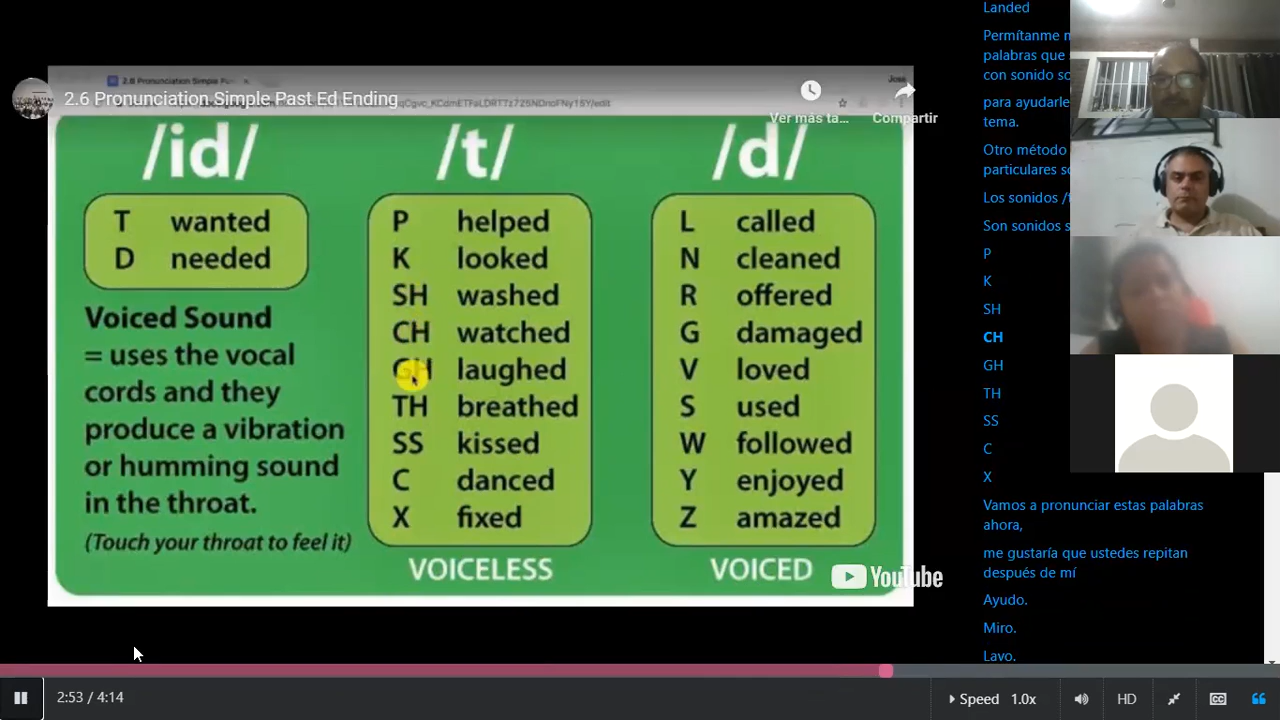 2.6 Pronunciation Simple Past Ed Ending
Ver más ta...
Compartir
/id/
T wanted
D needed
Voiced Sound
= uses the vocal
cords and they
produce a vibration
or humming sound
in the throat.
(Touch your throat to feel it)
/t/
P helped
K looked
SH washed
CH watched
GH laughed
TH breathed
SS kissed
C danced
X fixed
VOICELESS
/d/
L called
N cleaned
R offered
G damaged
V loved
S used
W followed
Y enjoyed
Z amazed
VOICED
YouTube
Landed
Permítanme
palabras que
con sonido
para ayudarle
tema.
Otro método
particulares
Los sonidos
Son sonidos
P
K
SH
CH
GH
TH
SS
C
X
Vamos a pronunciar estas palabras
ahora,
me gustaría que ustedes repitan
después de mí
Ayudo.
Miro.
Lavo.
2:53 / 4:14
Speed 1.0x
HD
CC